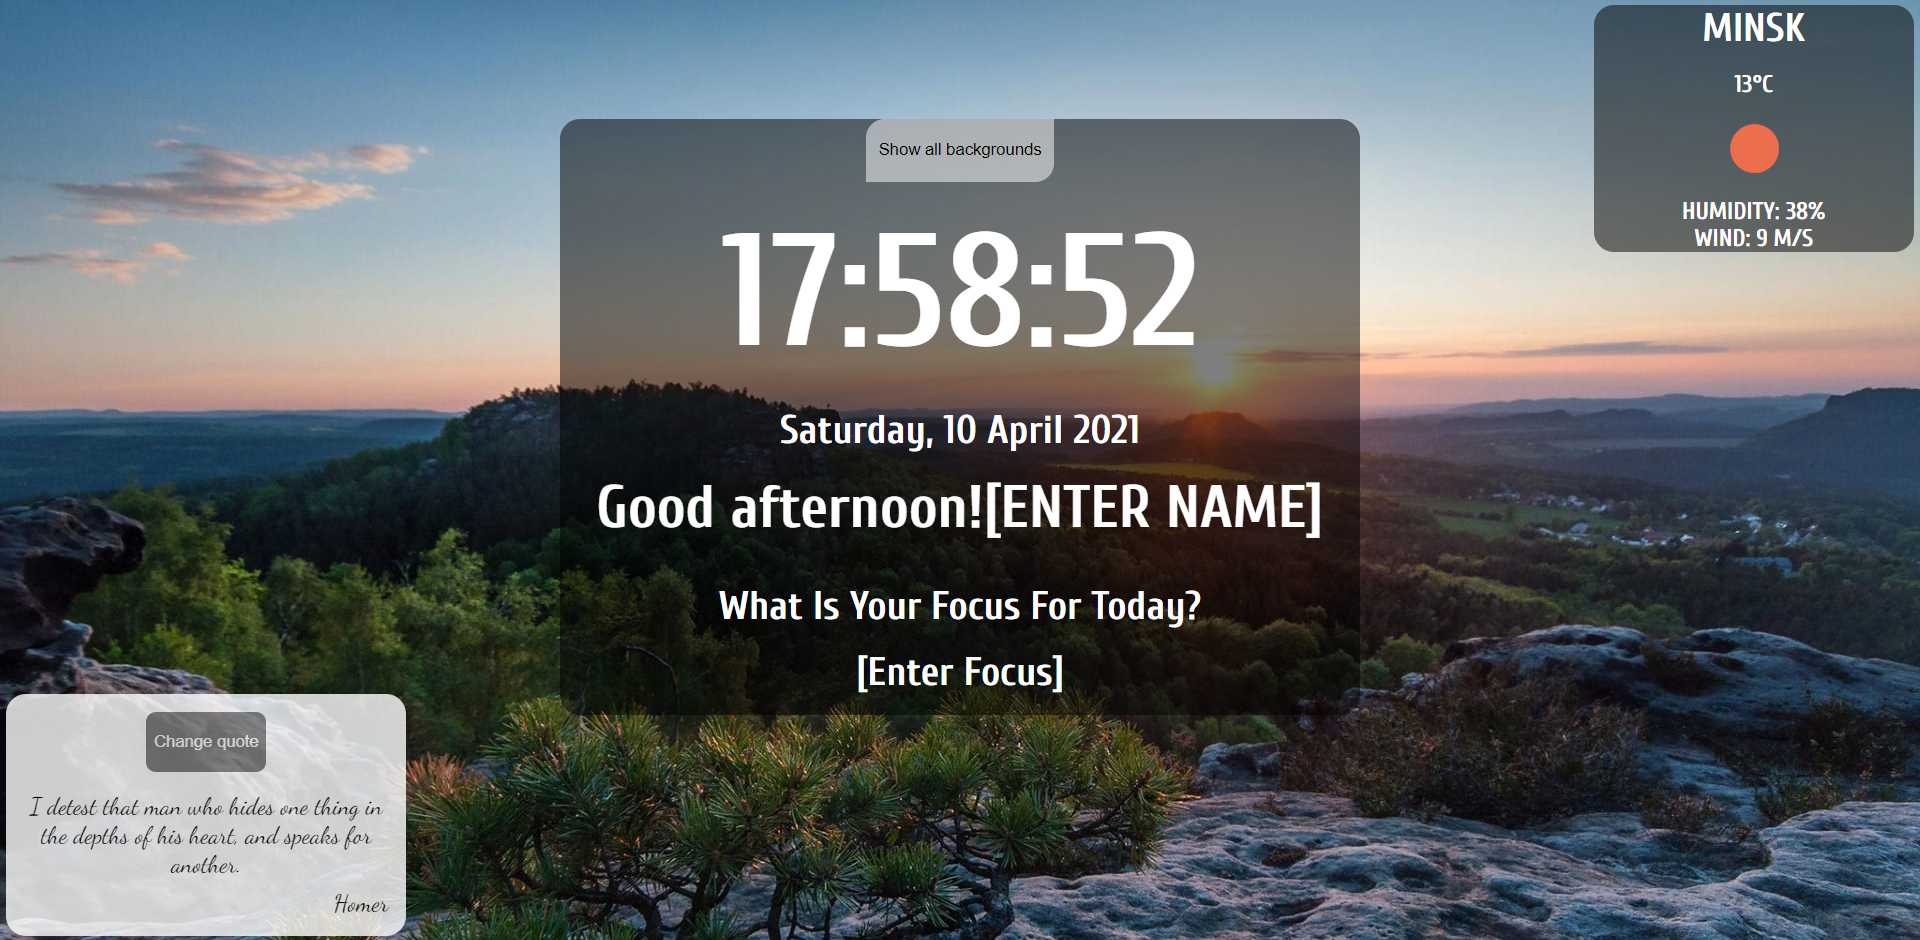 MINSK
13°C
HUMIDITY: 38%
WIND: 9 M/S
Show all backgrounds
17:58:52
Saturday, 10 April 2021
Good afternoon![ENTER NAME]
What Is Your Focus For Today?
[Enter Focus]
Change quote
I detest that man who hides one thing in
the depths of his heart, and speaks for
another.
Homer